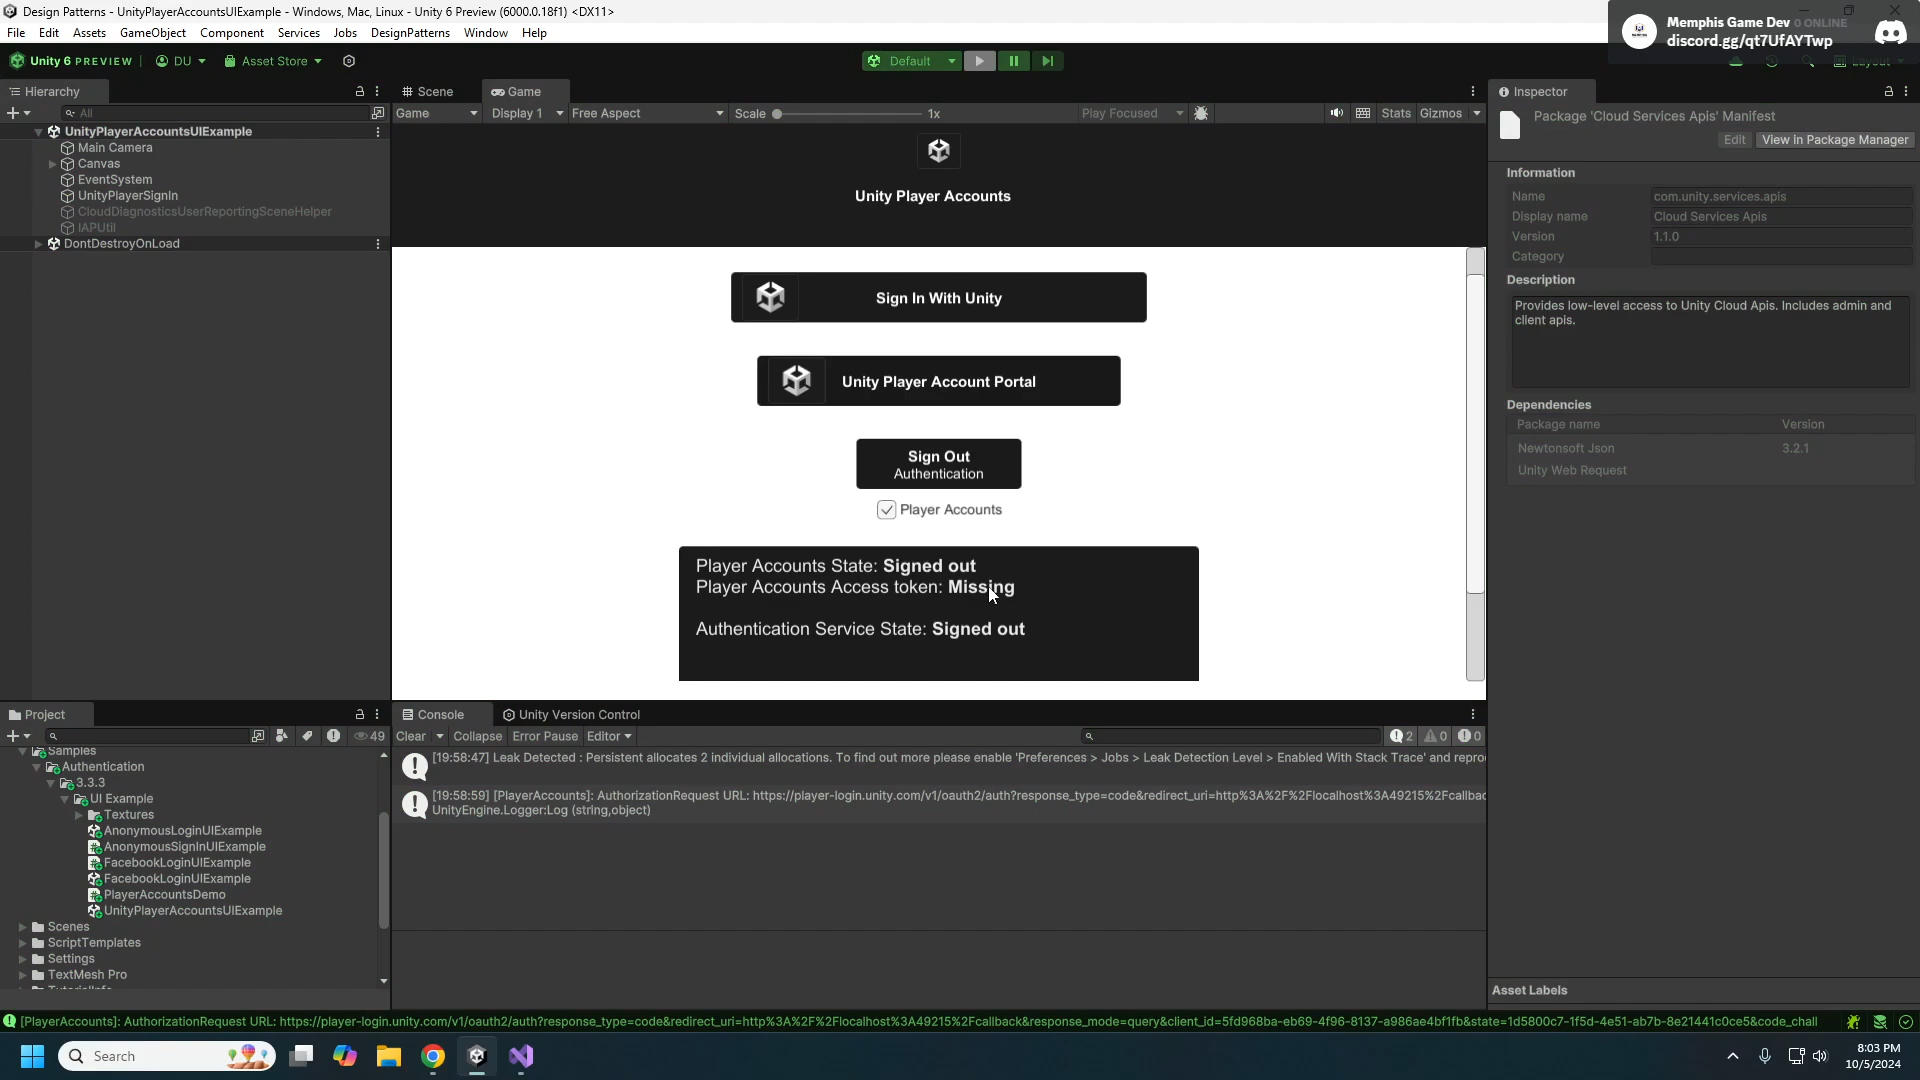 Design Patterns - UnityPlayerAccountsUIExample - Windows, Mac, Linux - Unity 6 Preview (6000.0.18f1) <DX11>
Memphis Game Dev 0 ONLINE
discord.gg/qt7UfAYTwp
File Edit Assets GameObject Component Services Jobs DesignPatterns Window Help
Unity 6 PREVIEW DU Asset Store Default Layout
Hierarchy
All
UnityPlayerAccountsUIExample
Main Camera
Canvas
EventSystem
UnityPlayerSignIn
CloudDiagnosticsUserReportingSceneHelper
IAPUtil
DontDestroyOnLoad
Scene Game
Game Display 1 Free Aspect Scale 1x Play Focused Stats Gizmos
Unity Player Accounts
Sign In With Unity
Unity Player Account Portal
Sign Out
Authentication
Player Accounts
Player Accounts State: Signed out
Player Accounts Access token: Missing
Authentication Service State: Signed out
Inspector
Package 'Cloud Services Apis' Manifest
Edit View in Package Manager
Information
Name com.unity.services.apis
Display name Cloud Services Apis
Version 1.1.0
Category
Description
Provides low-level access to Unity Cloud Apis. Includes admin and
client apis.
Dependencies
Package name Version
Newtonsoft Json 3.2.1
Unity Web Request
Asset Labels
Project
49
Samples
Authentication
3.3.3
UI Example
Textures
AnonymousLoginUIExample
AnonymousSignInUIExample
FacebookLoginUIExample
FacebookLoginUIExample
PlayerAccountsDemo
UnityPlayerAccountsUIExample
Scenes
ScriptTemplates
Settings
TextMesh Pro
Console Unity Version Control
Clear Collapse Error Pause Editor 2 0 0
[19:58:47] Leak Detected : Persistent allocates 2 individual allocations. To find out more please enable 'Preferences > Jobs > Leak Detection Level > Enabled With Stack Trace' and repro
[19:58:59] [PlayerAccounts]: AuthorizationRequest URL: https://player-login.unity.com/v1/oauth2/auth?response_type=code&redirect_uri=http%3A%2F%2Flocalhost%3A49215%2Fcallbac
UnityEngine.Logger:Log (string,object)
[PlayerAccounts]: AuthorizationRequest URL: https://player-login.unity.com/v1/oauth2/auth?response_type=code&redirect_uri=http%3A%2F%2Flocalhost%3A49215%2Fcallback&response_mode=query&client_id=5fd968ba-eb69-4f96-8137-a986ae4bf1fb&state=1d5800c7-1f5d-4e51-ab7b-8e21441c0ce5&code_chall
Search
8:03 PM
10/5/2024